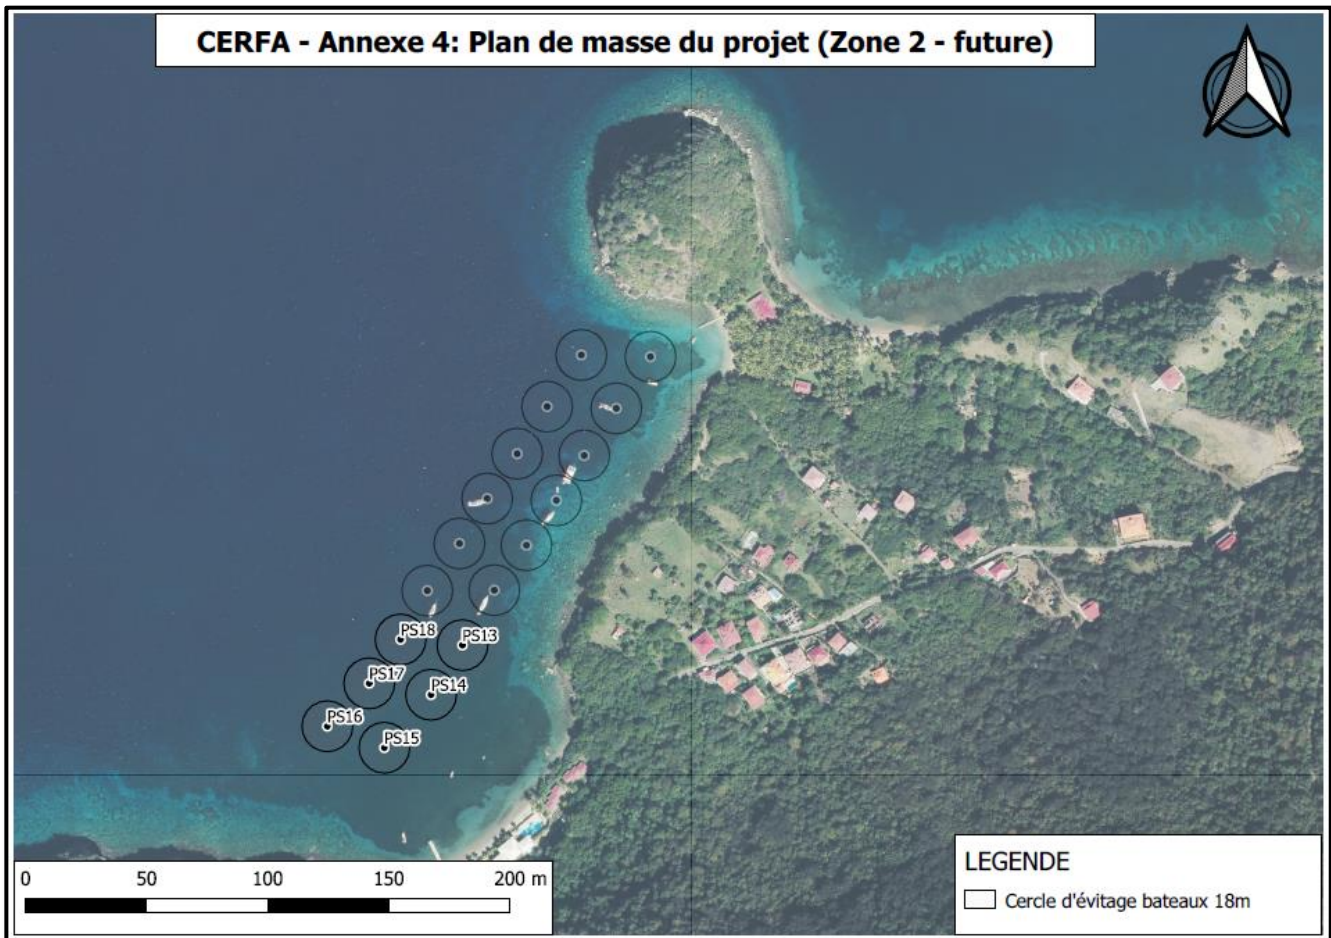 CERFA - Annexe 4: Plan de masse du projet (Zone 2 - future)
PS18
PS13
PS17
PS14
PS16
PS15
0 50 100 150 200 m
LEGENDE
Cercle d'évitage bateaux 18m